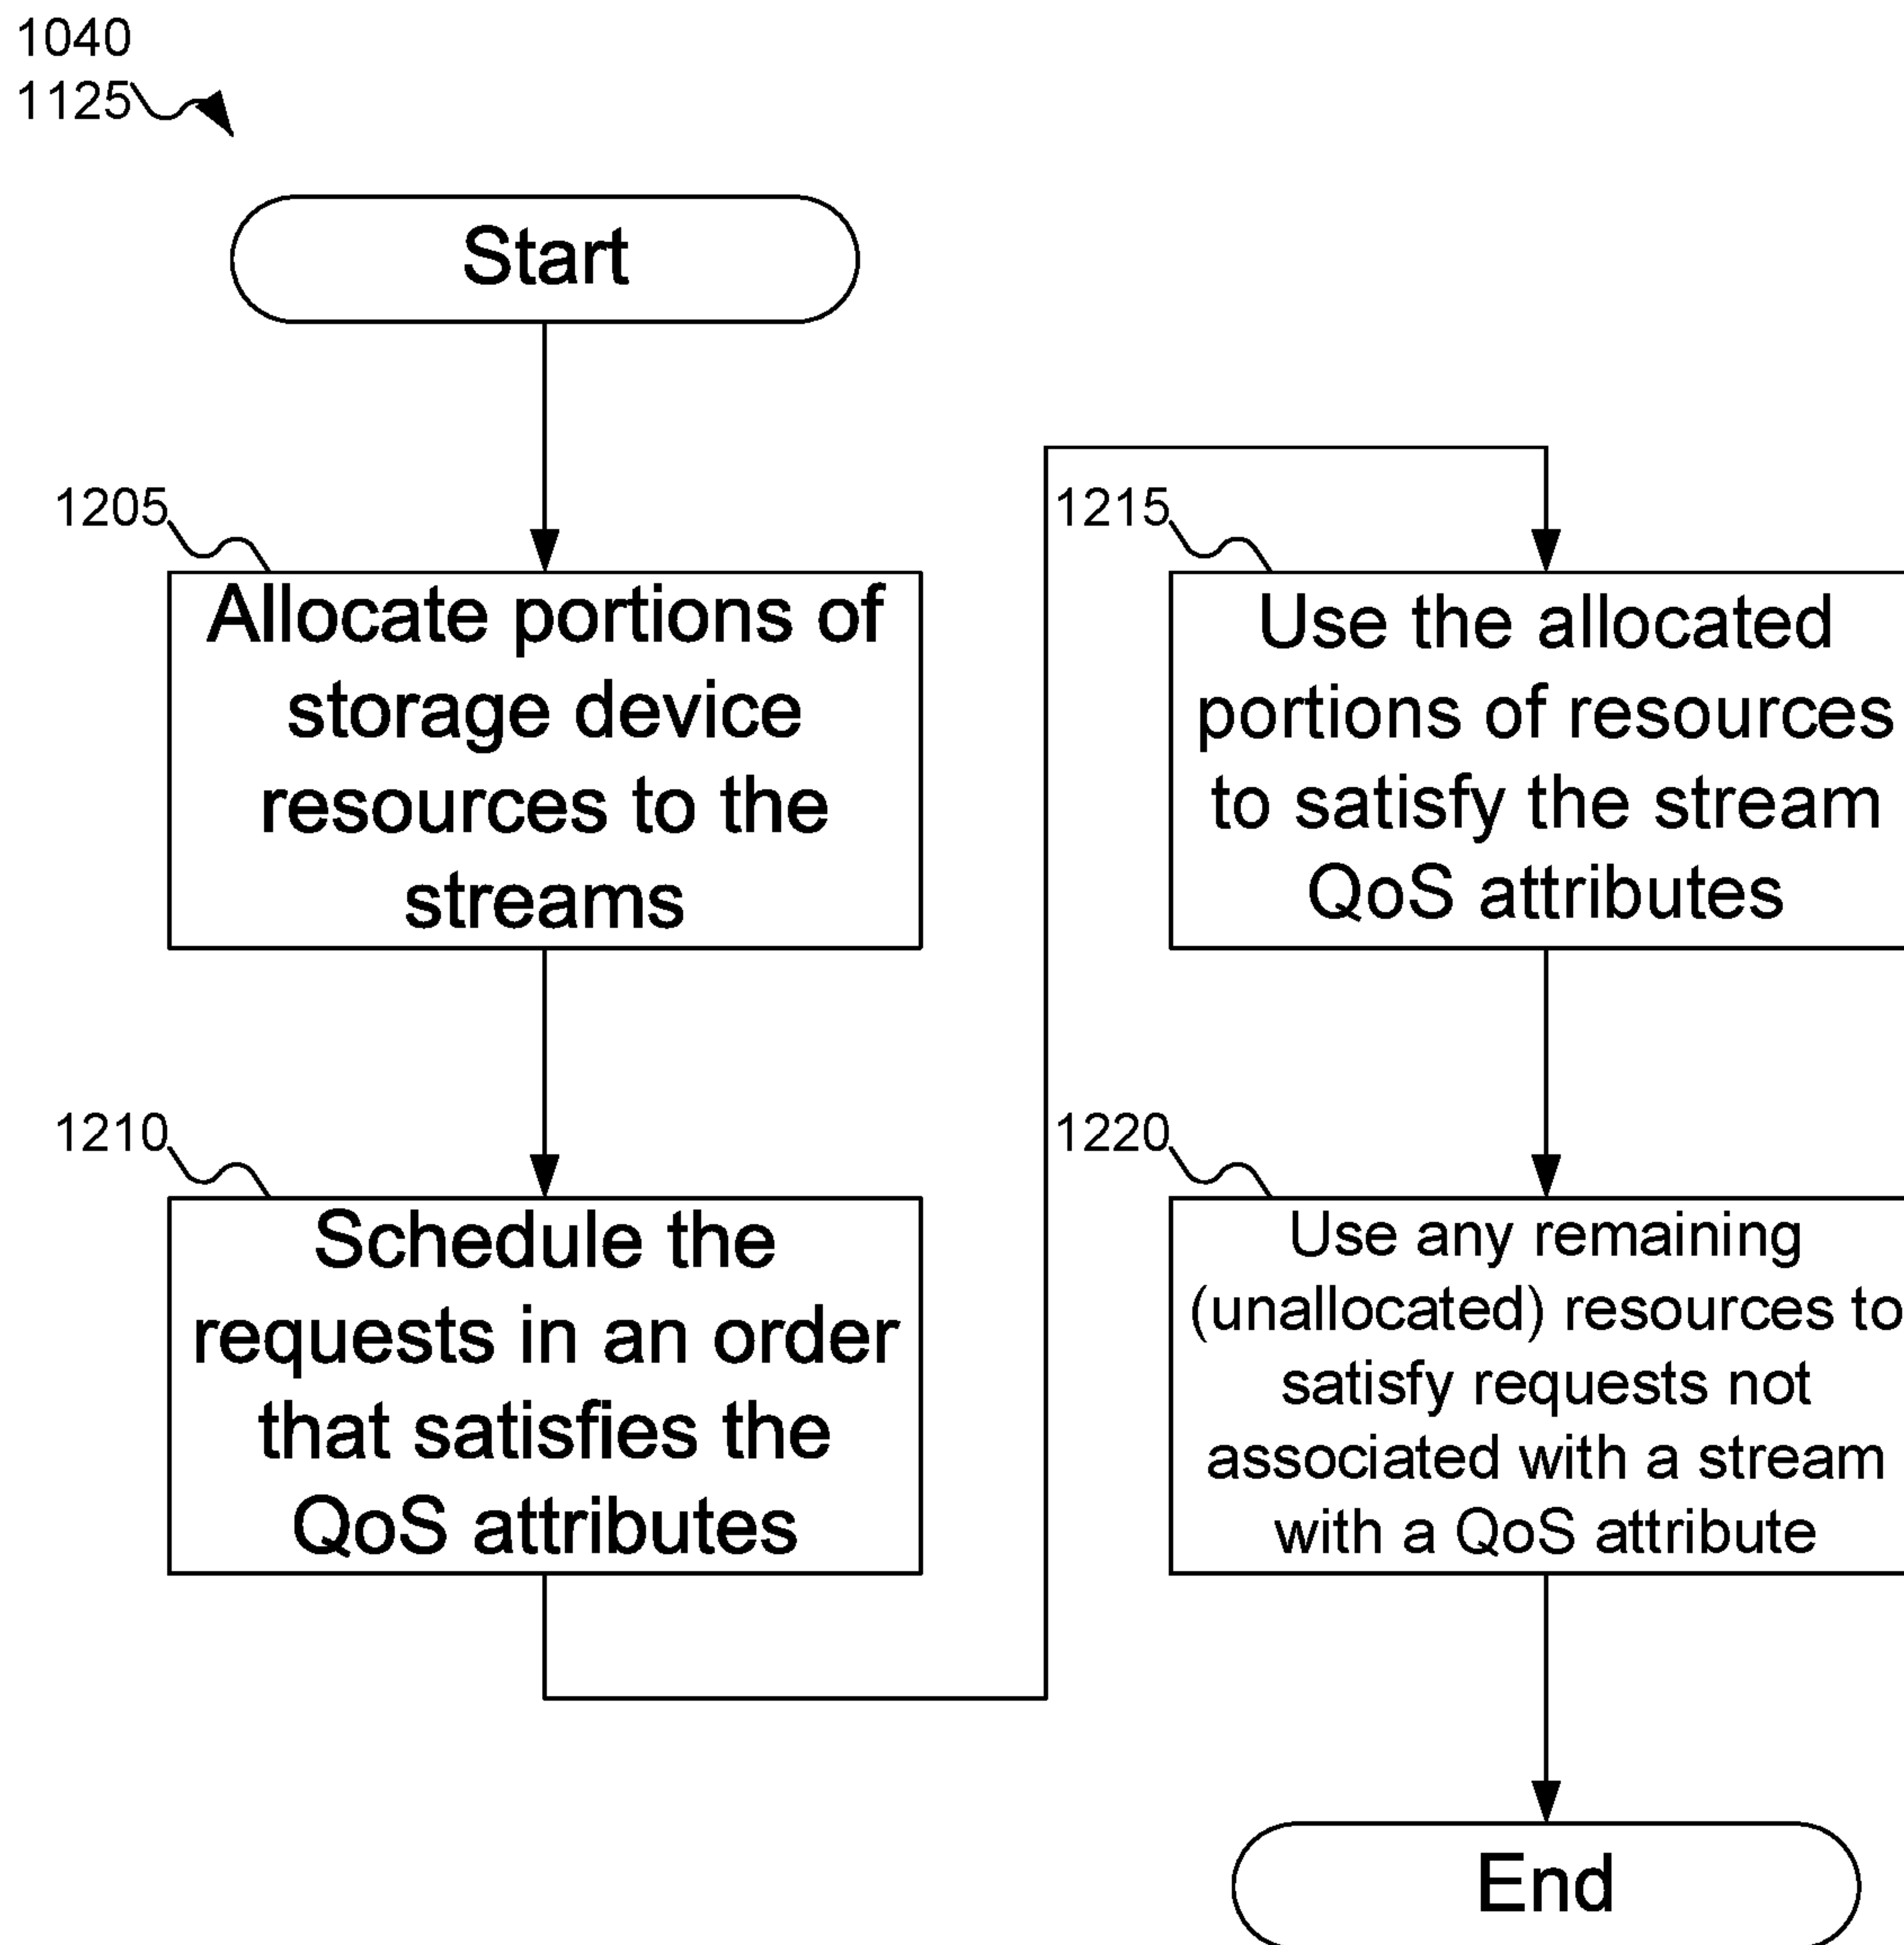 1040
1125
Start
1205
Allocate portions of
storage device
resources to the
streams
1210
Schedule the
requests in an order
that satisfies the
QoS attributes
1215
Use the allocated
portions of resources
to satisfy the stream
QoS attributes
1220
Use any remaining
(unallocated) resources to
satisfy requests not
associated with a stream
with a QoS attribute
End